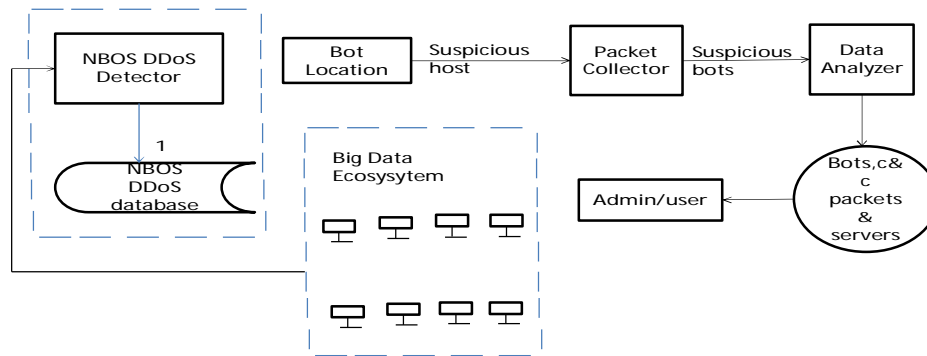 NBOS DDoS
Detector
1
NBOS
DDoS
database
Bot
Location
Suspicious
host
Packet
Collector
Suspicious
bots
Data
Analyzer
Big Data
Ecosysytem
Admin/user
Bots,c&
c
packets
&
servers